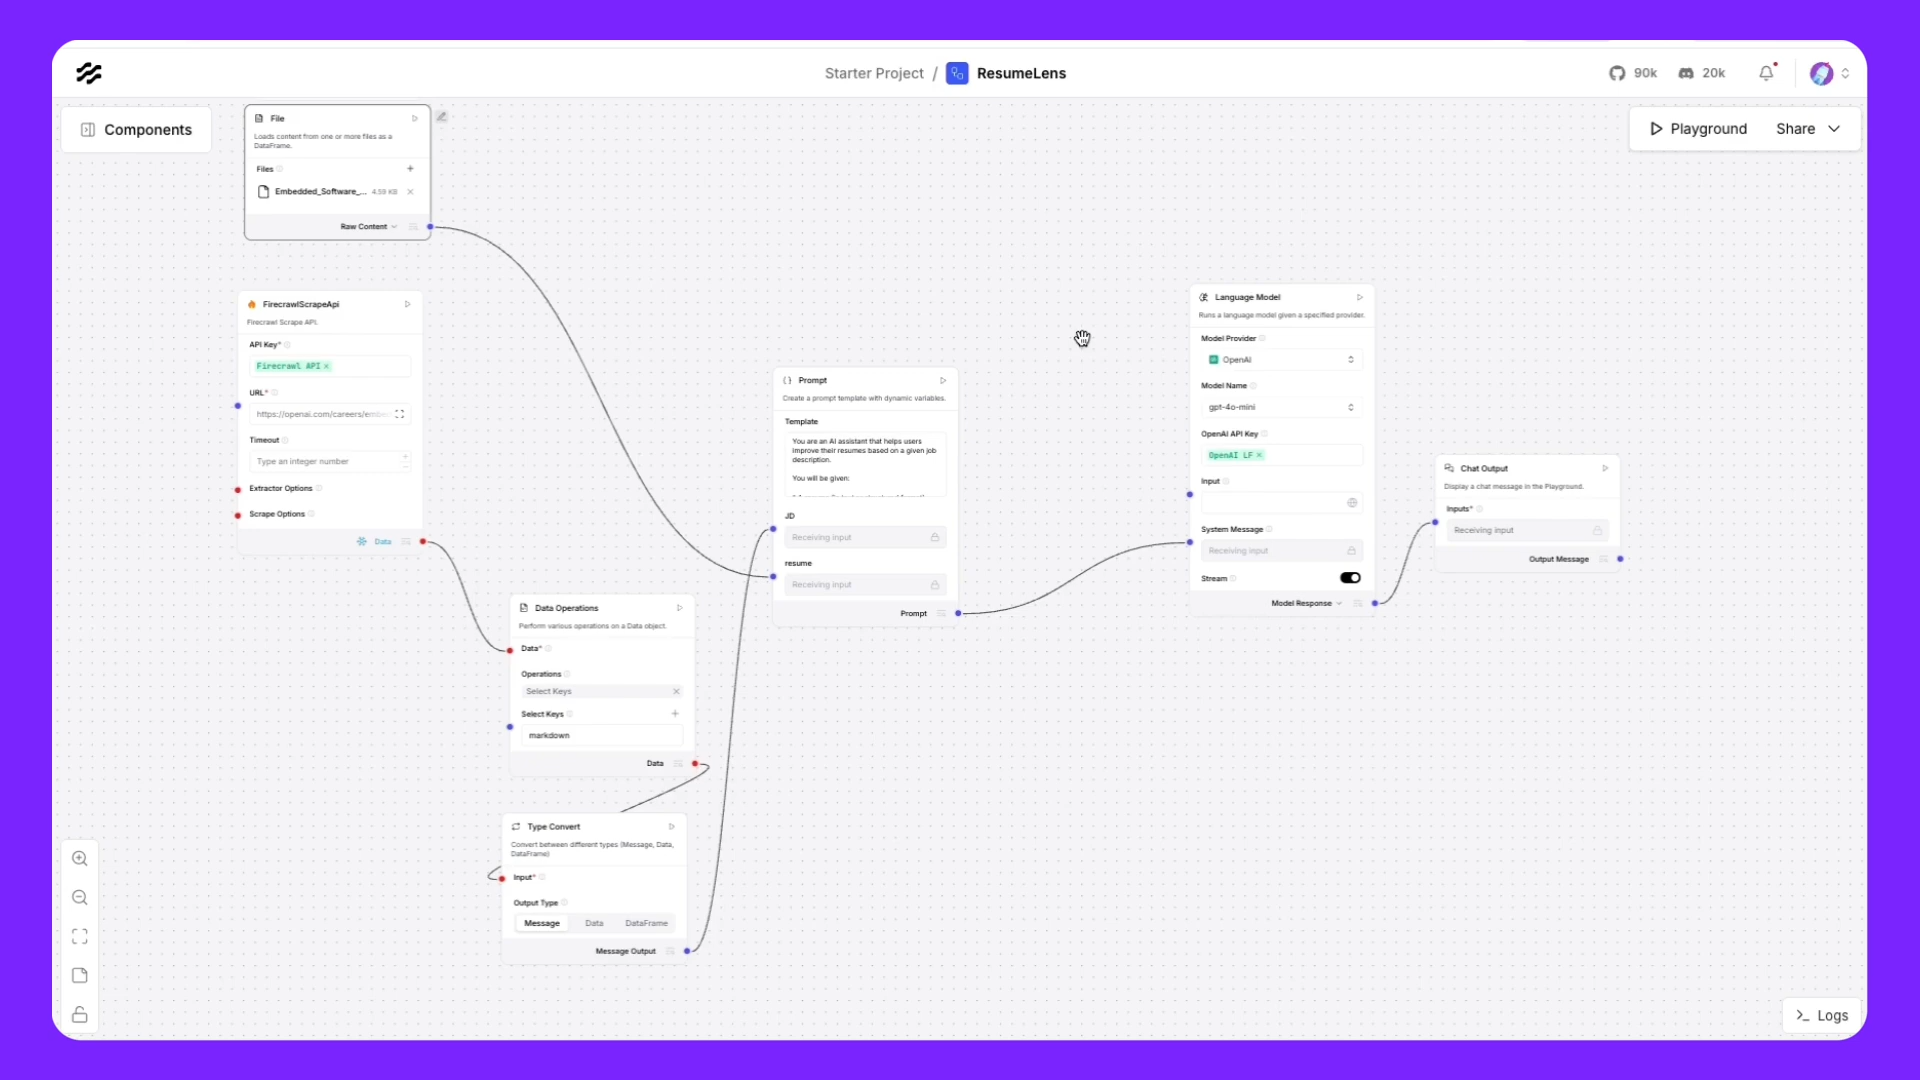 Starter Project / ResumeLens
90k
20k
Components
Playground
Share
File
Loads content from one or more files as a
DataFrame.
Files
Embedded_Software_... 4.59 KB
Raw Content
FirecrawlScrapeApi
Firecrawl Scrape API.
API Key*
Firecrawl API ×
URL*
https://openai.com/careers/embe
Timeout
Type an integer number
Extractor Options
Scrape Options
Data
Data Operations
Perform various operations on a Data object.
Data*
Operations
Select Keys
Select Keys
markdown
Data
Type Convert
Convert between different types (Message, Data,
DataFrame)
Input*
Output Type
Message Data DataFrame
Message Output
Prompt
Create a prompt template with dynamic variables.
Template
You are an AI assistant that helps users
improve their resumes based on a given job
description.
You will be given:
JD
Receiving input
resume
Receiving input
Prompt
Language Model
Runs a language model given a specified provider.
Model Provider
OpenAI
Model Name
gpt-4o-mini
OpenAI API Key
OpenAI LF ×
Input
System Message
Receiving input
Stream
Model Response
Chat Output
Display a chat message in the Playground.
Inputs*
Receiving input
Output Message
Logs